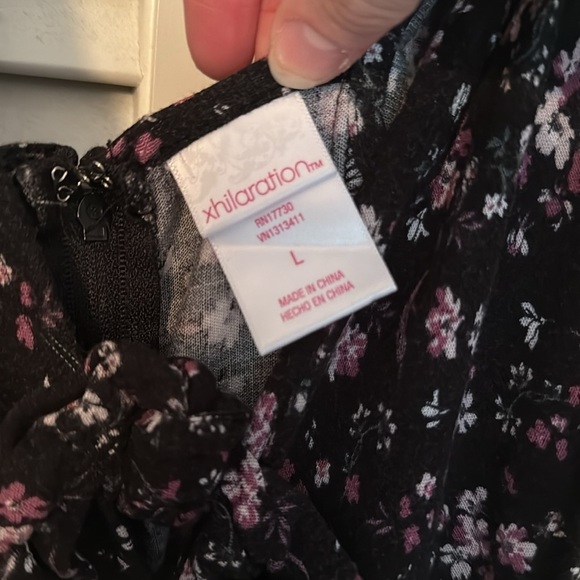 xhilaration™
RN17730
VN1313411
L
MADE IN CHINA
HECHO EN CHINA